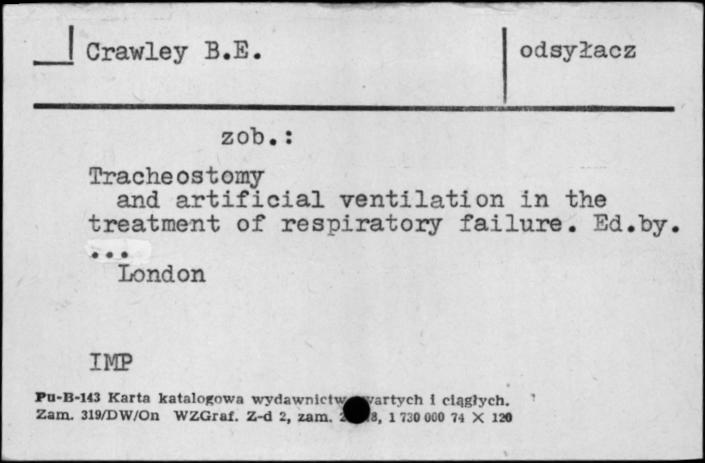 Crawley B.E.
odsyłacz
zob.:
Tracheostomy
and artificial ventilation in the
treatment of respiratory failure. Ed.by.
...
London
IMP
Pu-B-143 Karta katalogowa wydawnictw i ciągłych.
Zam. 319/DW/On WZGraf. Z-d 2, zam. 1 730 000 74 X 120